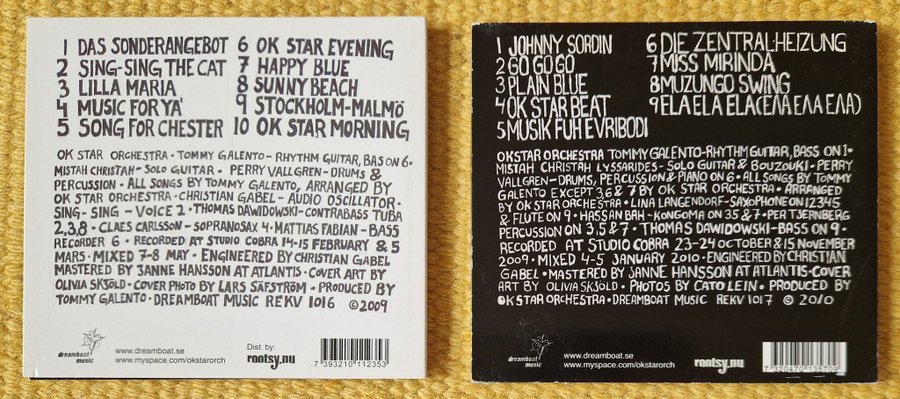 1 DAS SONDERANGEBOT
2 SING-SING THE CAT
3 LILLA MARIA
4 MUSIC FOR YA'
5 SONG FOR CHESTER
6 OK STAR EVENING
7 HAPPY BLUE
8 SUNNY BEACH
9 STOCKHOLM-MALMÖ
10 OK STAR MORNING
OK STAR ORCHESTRA • TOMMY GALENTO - RHYTHM GUITAR, BAS ON 6 •
MISTAH CHRISTAH - SOLO GUITAR • PERRY VALLGREN - DRUMS &
PERCUSSION • ALL SONGS BY TOMMY GALENTO, ARRANGED BY
OK STAR ORCHESTRA • CHRISTIAN GABEL - AUDIO OSCILLATOR •
SING-SING - VOICE 2 • THOMAS DAWIDOWSKI - CONTRABASS TUBA
2,3,8 • CLAES CARLSSON - SOPRANOSAX 4 • MATTIAS FABIAN - BASS
RECORDER 6 • RECORDED AT STUDIO COBRA 14-15 FEBRUARY & 5
MARS • MIXED 7-8 MAY • ENGINEERED BY CHRISTIAN GABEL
MASTERED BY JANNE HANSSON AT ATLANTIS • COVER ART BY
OLIVIA SKJÖLD • COVER PHOTO BY LARS SÄFSTRÖM • PRODUCED BY
TOMMY GALENTO • DREAMBOAT MUSIC REKV 1016 © 2009
dreamboat
music
www.dreamboat.se
www.myspace.com/okstarorch
Dist. by:
rootsy.nu
7 393210 112353
1 JOHNNY SORDIN
2 GO GO GO
3 PLAIN BLUE
4 OK STAR BEAT
5 MUSIK FUH EVRIBODI
6 DIE ZENTRAL-HEIZUNG
7 MISS MIRINDA
8 MUZUNGO SWING
9 ELA ELA ELA (ΕΛΑ ΕΛΑ ΕΛΑ)
OK STAR ORCHESTRA TOMMY GALENTO - RHYTHM GUITAR, BASS ON 1 •
MISTAH CHRISTAH LYSSARIDES - SOLO GUITAR & BOUZOUKI • PERRY
VALLGREN - DRUMS, PERCUSSION & PIANO ON 6 • ALL SONGS BY TOMMY
GALENTO EXCEPT 3 6 & 7 BY OK STAR ORCHESTRA • ARRANGED
BY OK STAR ORCHESTRA • LINA LANGENDORF - SAXOPHONE ON 1 2 3 4 5
& FLUTE ON 9 • HASSAN BAH - KONGOMA ON 3 5 & 7 • PER TJERNBERG
PERCUSSION ON 3, 5 & 7 • THOMAS DAWIDOWSKI - BASS ON 9 •
RECORDED AT STUDIO COBRA 23-24 OCTOBER & 15 NOVEMBER
2009 • MIXED 4-5 JANUARY 2010 • ENGINEERED BY CHRISTIAN
GABEL • MASTERED BY JANNE HANSSON AT ATLANTIS • COVER
ART BY OLIVIA SKJÖLD • PHOTOS BY CATO LEIN • PRODUCED BY
OK STAR ORCHESTRA • DREAMBOAT MUSIC REKV 1017 © 2010
dreamboat
music
www.dreamboat.se
www.myspace.com/okstarorch
rootsy.nu
7 320470 135709